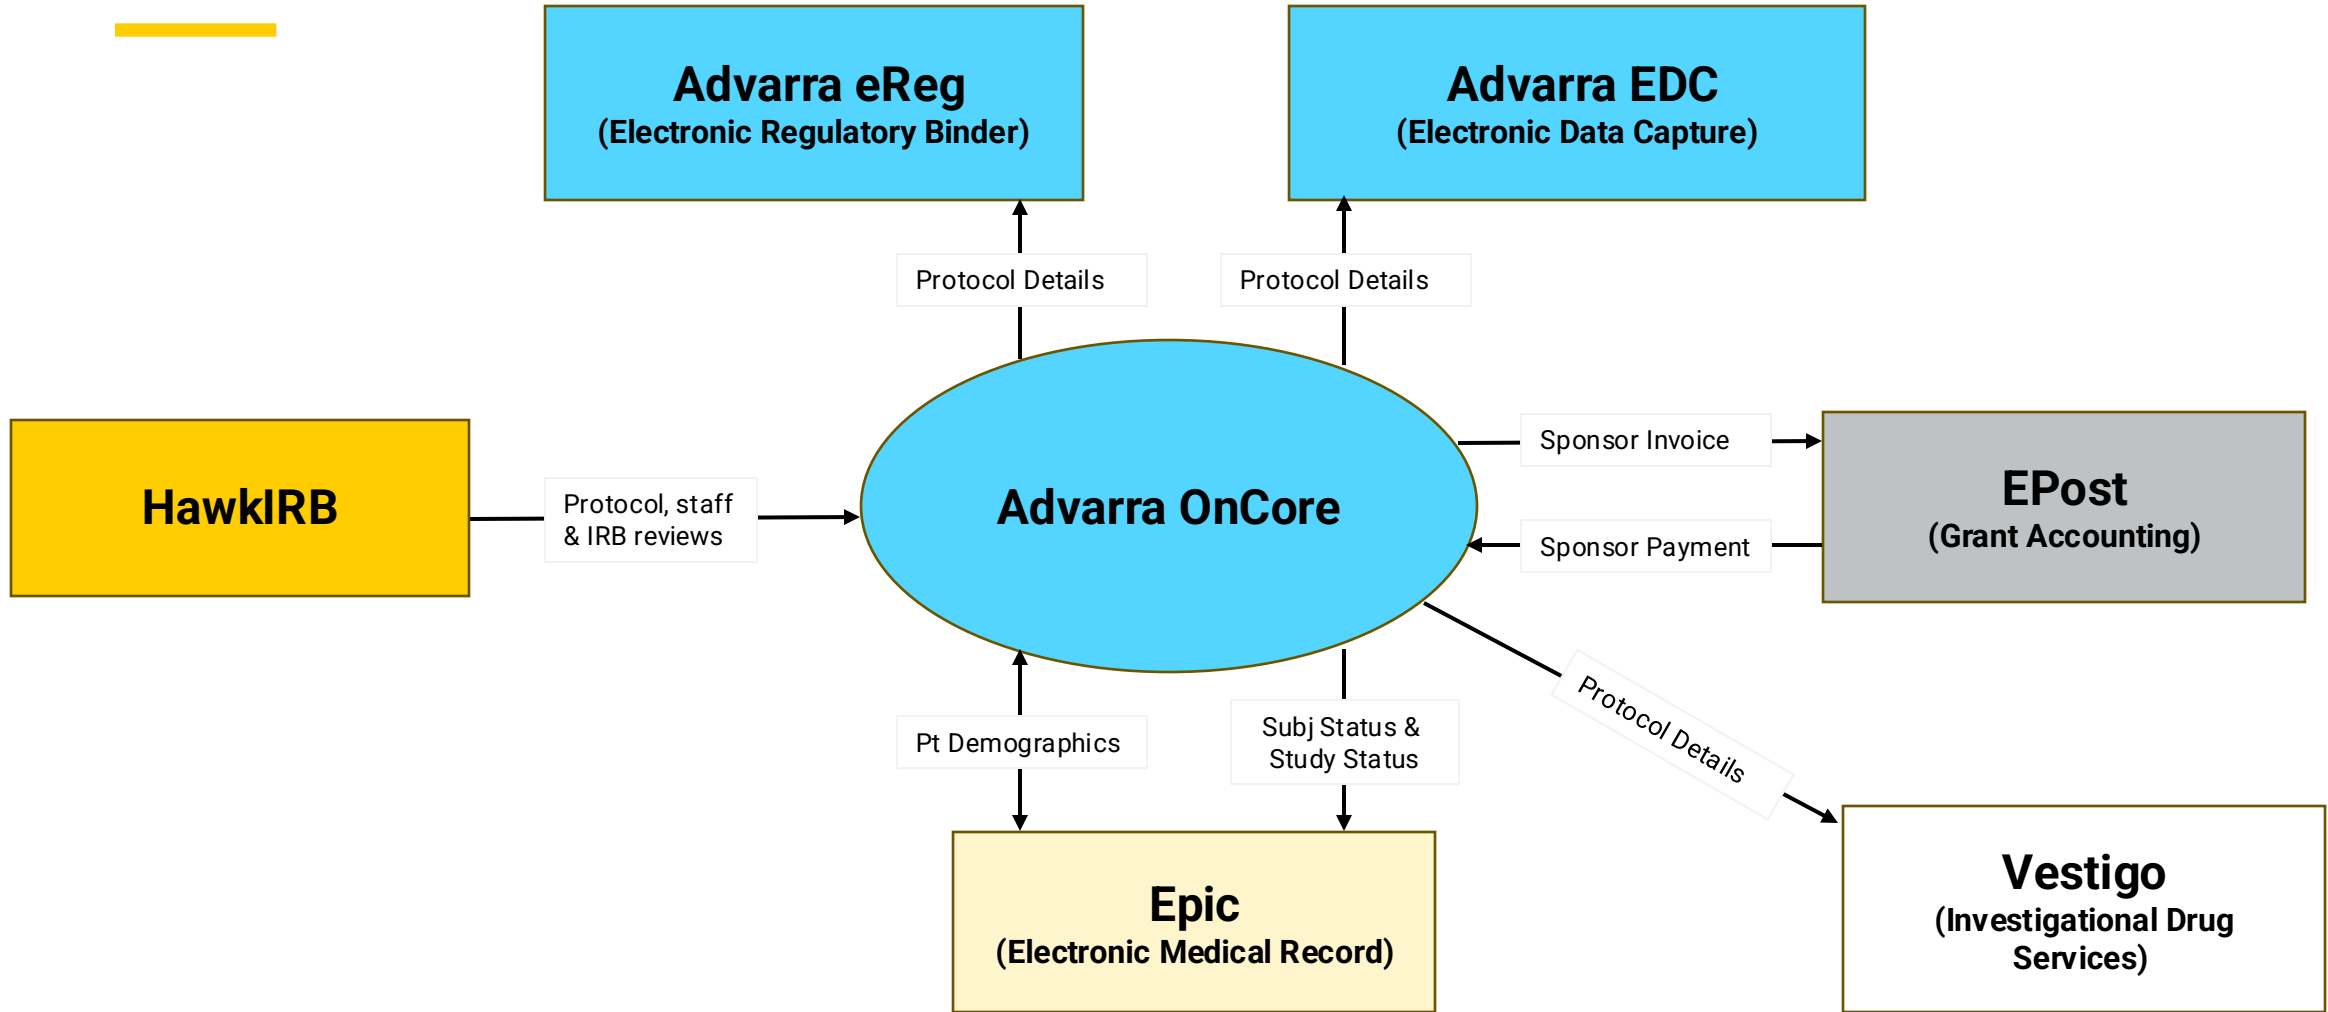 Advarra eReg
(Electronic Regulatory Binder)
Advarra EDC
(Electronic Data Capture)
Protocol Details
Protocol Details
HawkIRB
Protocol, staff
& IRB reviews
Advarra OnCore
Sponsor Invoice
Sponsor Payment
EPost
(Grant Accounting)
Pt Demographics
Subj Status &
Study Status
Protocol Details
Epic
(Electronic Medical Record)
Vestigo
(Investigational Drug
Services)